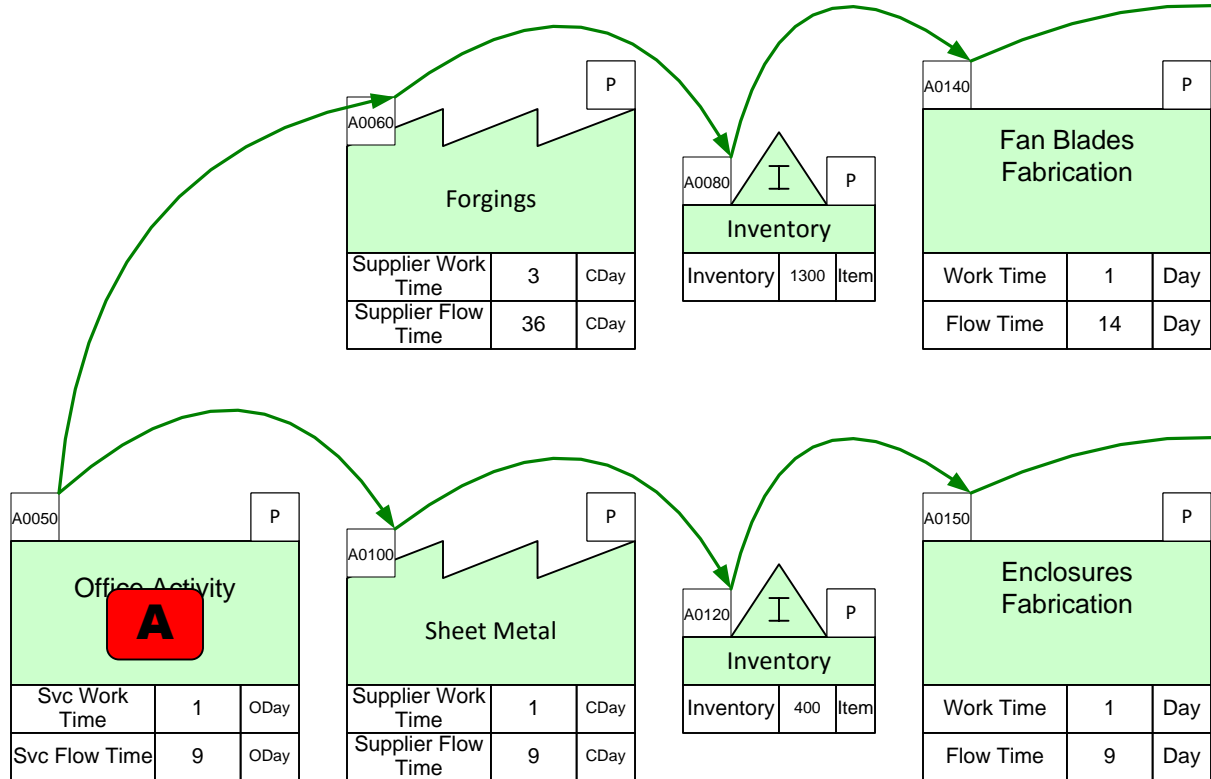 A0060
P
Forgings
Supplier Work
Time
3
CDay
Supplier Flow
Time
36
CDay
A0080
I
P
Inventory
Inventory
1300
Item
A0140
Fan Blades
Fabrication
Work Time
1
Day
Flow Time
14
Day
A0050
P
Office Activity
A
Svc Work
Time
1
ODay
Svc Flow Time
9
ODay
A0100
P
Sheet Metal
Supplier Work
Time
1
CDay
Supplier Flow
Time
9
CDay
A0120
I
P
Inventory
Inventory
400
Item
A0150
P
Enclosures
Fabrication
Work Time
1
Day
Flow Time
9
Day
P